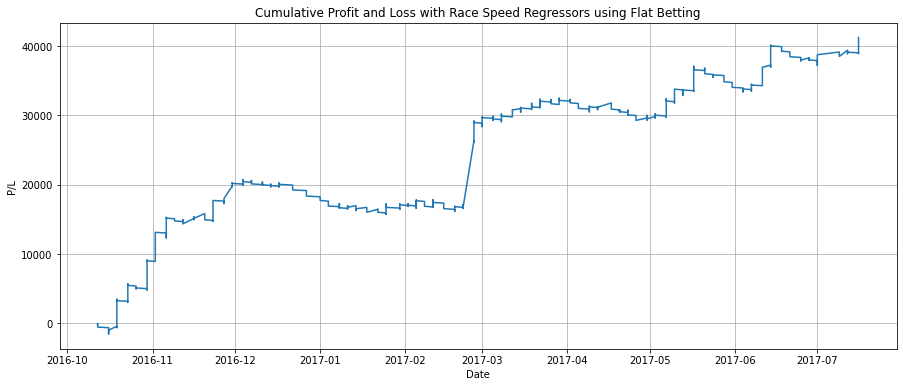 Cumulative Profit and Loss with Race Speed Regressors using Flat Betting
40000
30000
20000
10000
0
P/L
2016-10 2016-11 2016-12 2017-01 2017-02 2017-03 2017-04 2017-05 2017-06 2017-07
Date